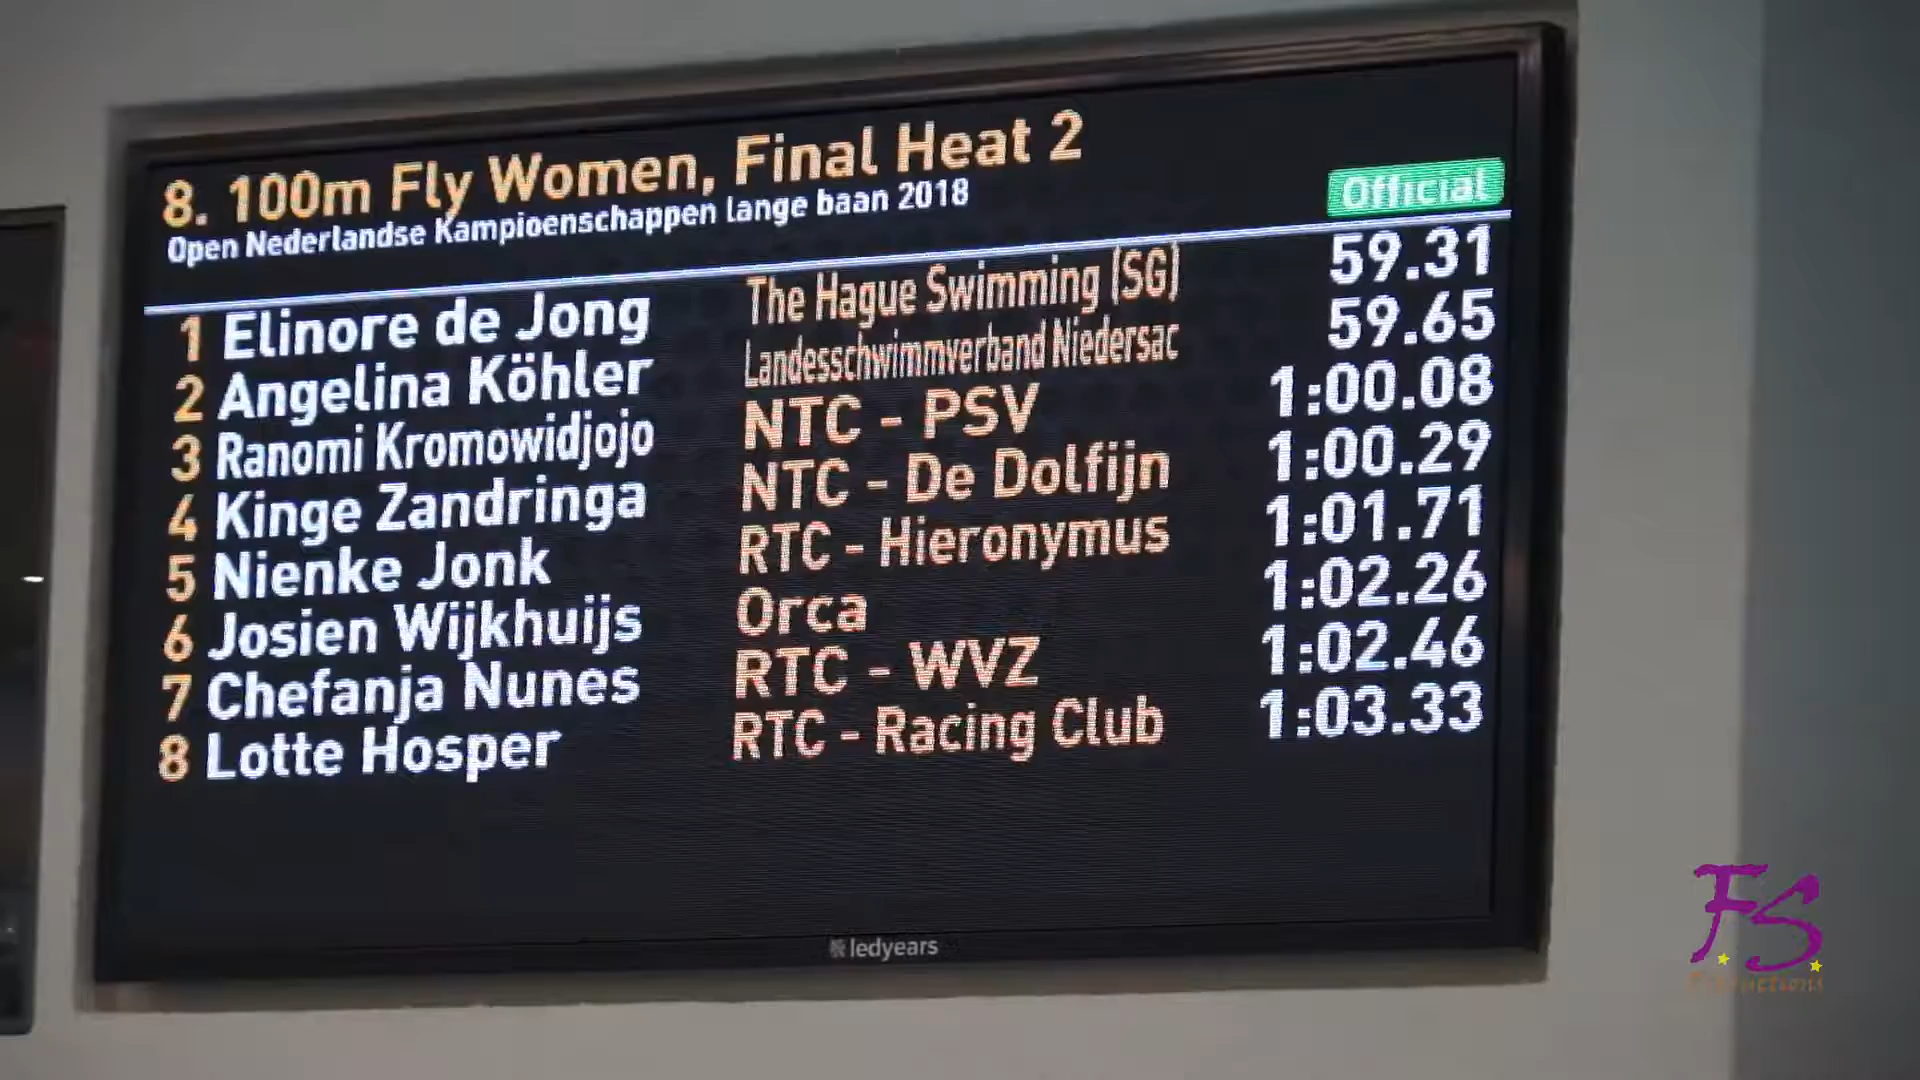 8. 100m Fly Women, Final Heat 2
Open Nederlandse Kampioenschappen lange baan 2018
Official
1 Elinore de Jong The Hague Swimming (SG) 59.31
2 Angelina Köhler Landesschwimmverband Niedersac 59.65
3 Ranomi Kromowidjojo NTC - PSV 1:00.08
4 Kinge Zandringa NTC - De Dolfijn 1:00.29
5 Nienke Jonk RTC - Hieronymus 1:01.71
6 Josien Wijkhuijs Orca 1:02.26
7 Chefanja Nunes RTC - WVZ 1:02.46
8 Lotte Hosper RTC - Racing Club 1:03.33
ledyears
F.S.